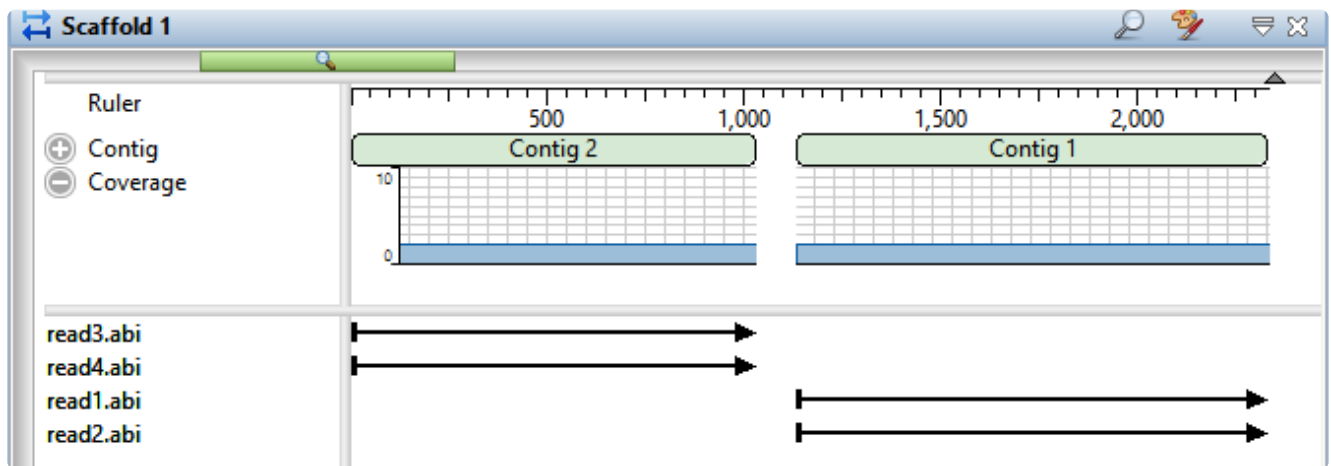 Scaffold 1
Ruler
500 1,000 1,500 2,000
Contig Contig 2 Contig 1
Coverage 10
0
read3.abi
read4.abi
read1.abi
read2.abi